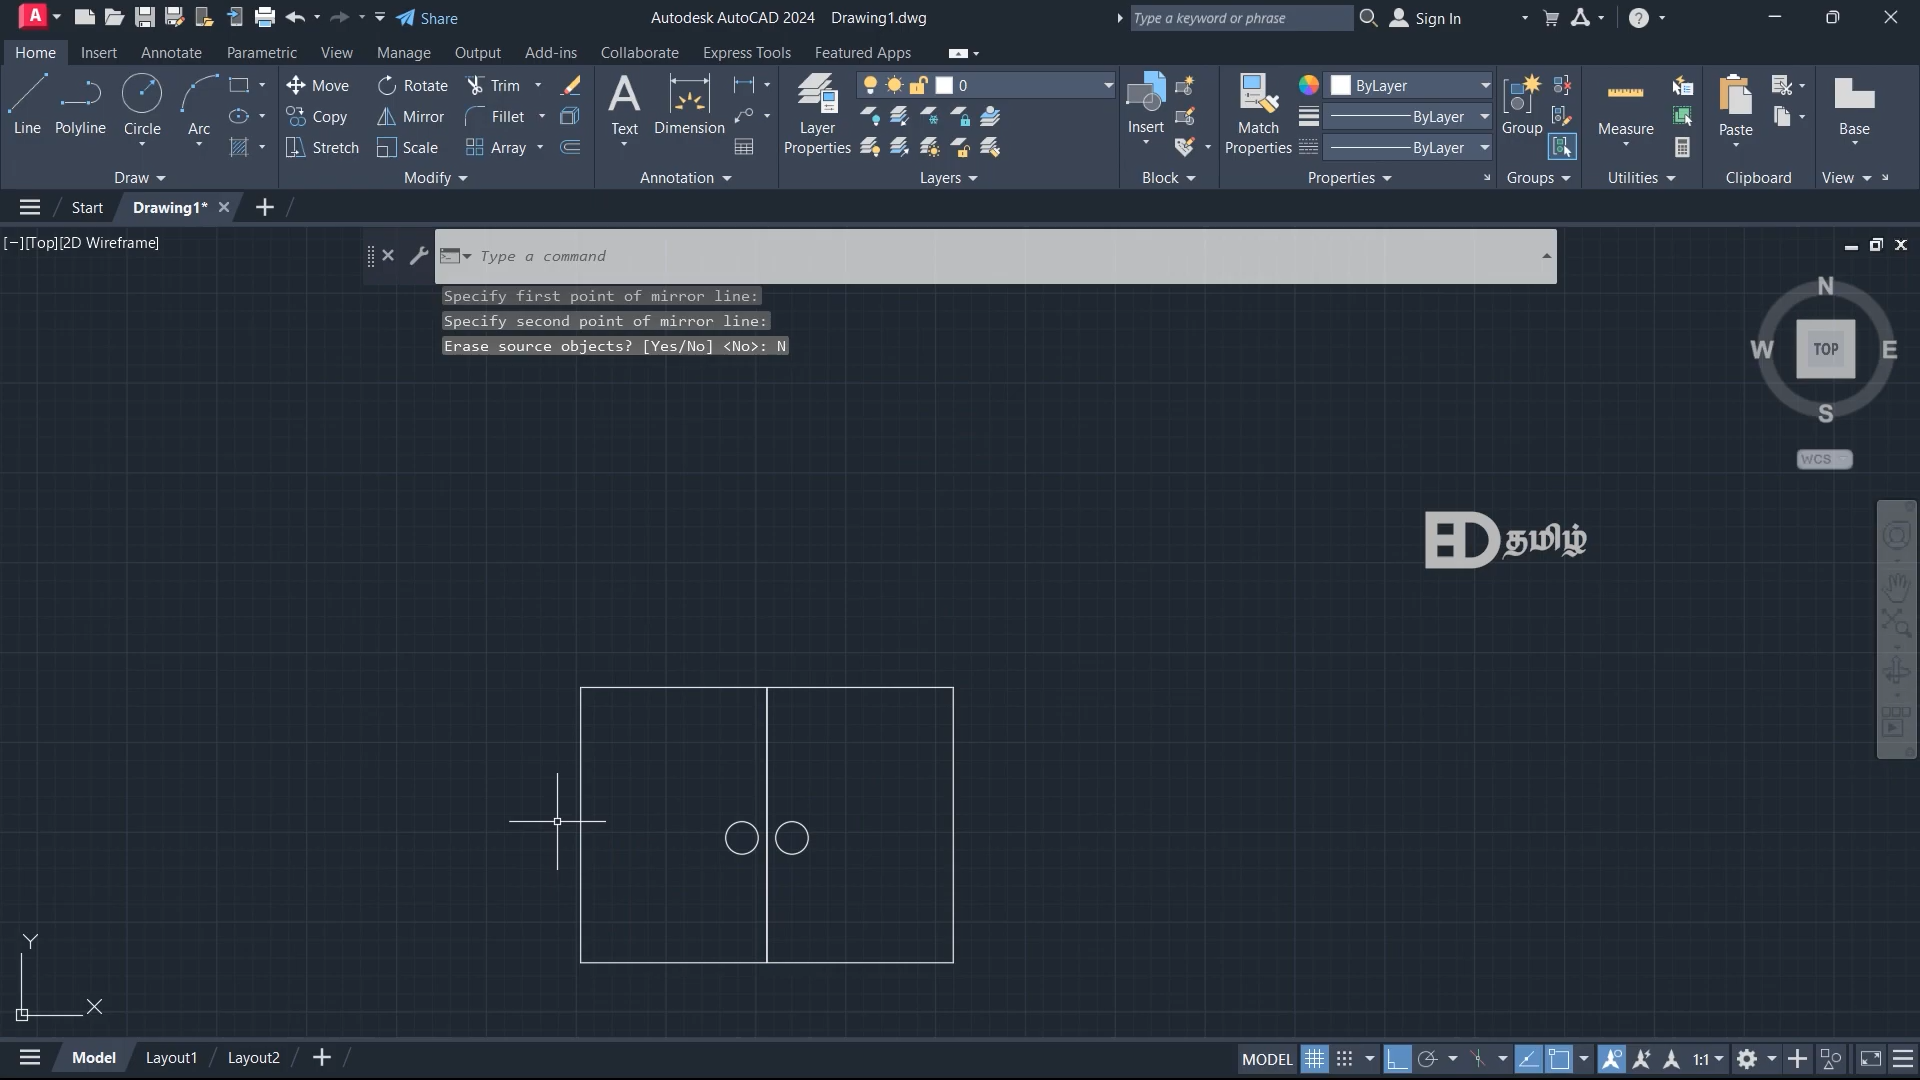 A
Share
Autodesk AutoCAD 2024 Drawing1.dwg
Type a keyword or phrase
Sign In
Home Insert Annotate Parametric View Manage Output Add-ins Collaborate Express Tools Featured Apps
Line Polyline Circle Arc
Move Rotate Trim
Copy Mirror Fillet
Stretch Scale Array
A
Text Dimension
Layer Properties
0
Insert
Match Properties
ByLayer
ByLayer
ByLayer
Group
Measure
Paste
Base
Draw Modify Annotation Layers Block Properties Groups Utilities Clipboard View
Start Drawing1*
[−][Top][2D Wireframe]
Type a command
Specify first point of mirror line:
Specify second point of mirror line:
Erase source objects? [Yes/No] <No>: N
N
W TOP E
S
WCS
ED தமிழ்
Y
X
Model Layout1 Layout2
MODEL 1:1